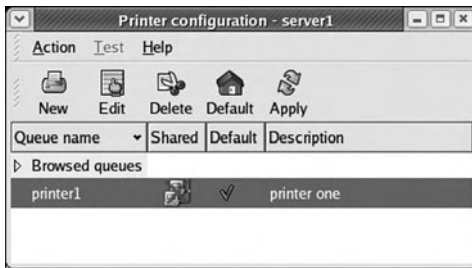 Printer configuration - server1
Action Test Help
New Edit Delete Default Apply
Queue name Shared Default Description
Browsed queues
printer1 printer one